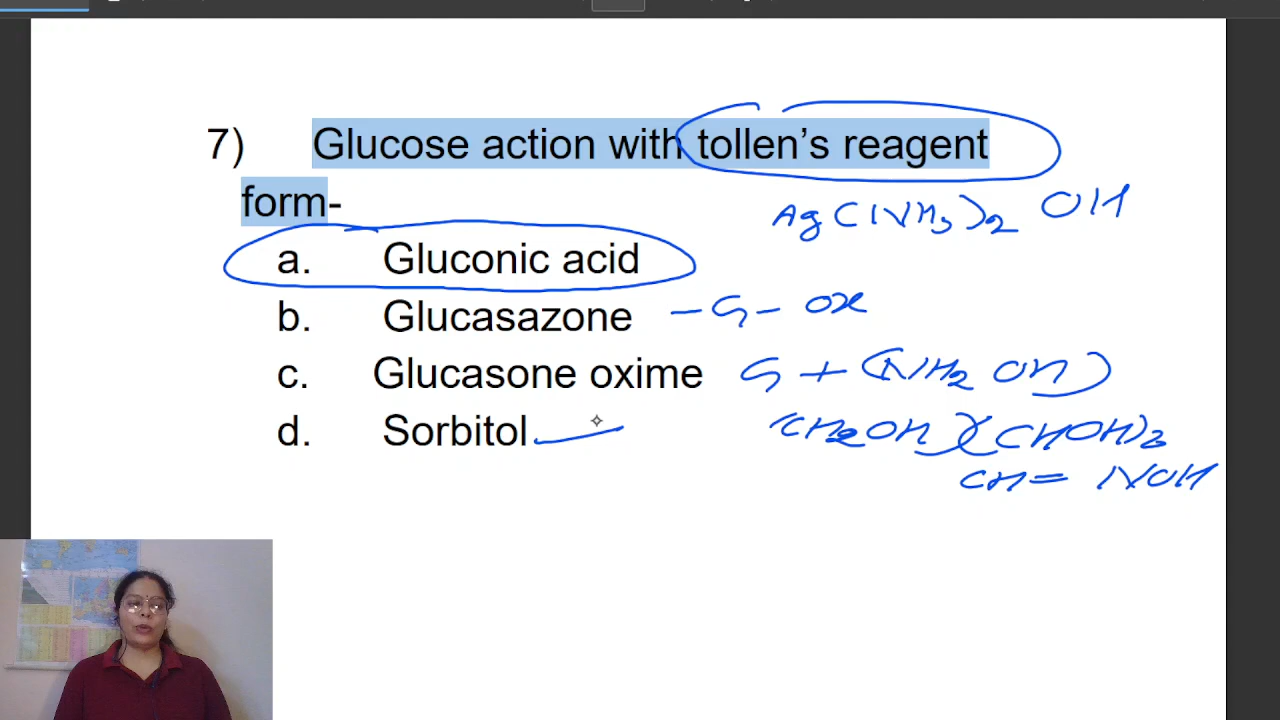 7) Glucose action with tollen's reagent
form-
Ag (NH3)2 OH
a. Gluconic acid
b. Glucasazone - G - ox
c. Glucasone oxime G + (NH2 OH)
d. Sorbitol (CH2OH)(CHOH)3
CH = NOH